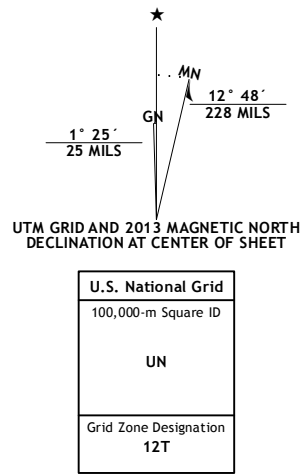 ★
MN
GN
12° 48´
228 MILS
1° 25´
25 MILS
UTM GRID AND 2013 MAGNETIC NORTH
DECLINATION AT CENTER OF SHEET
U.S. National Grid
100,000-m Square ID
UN
Grid Zone Designation
12T